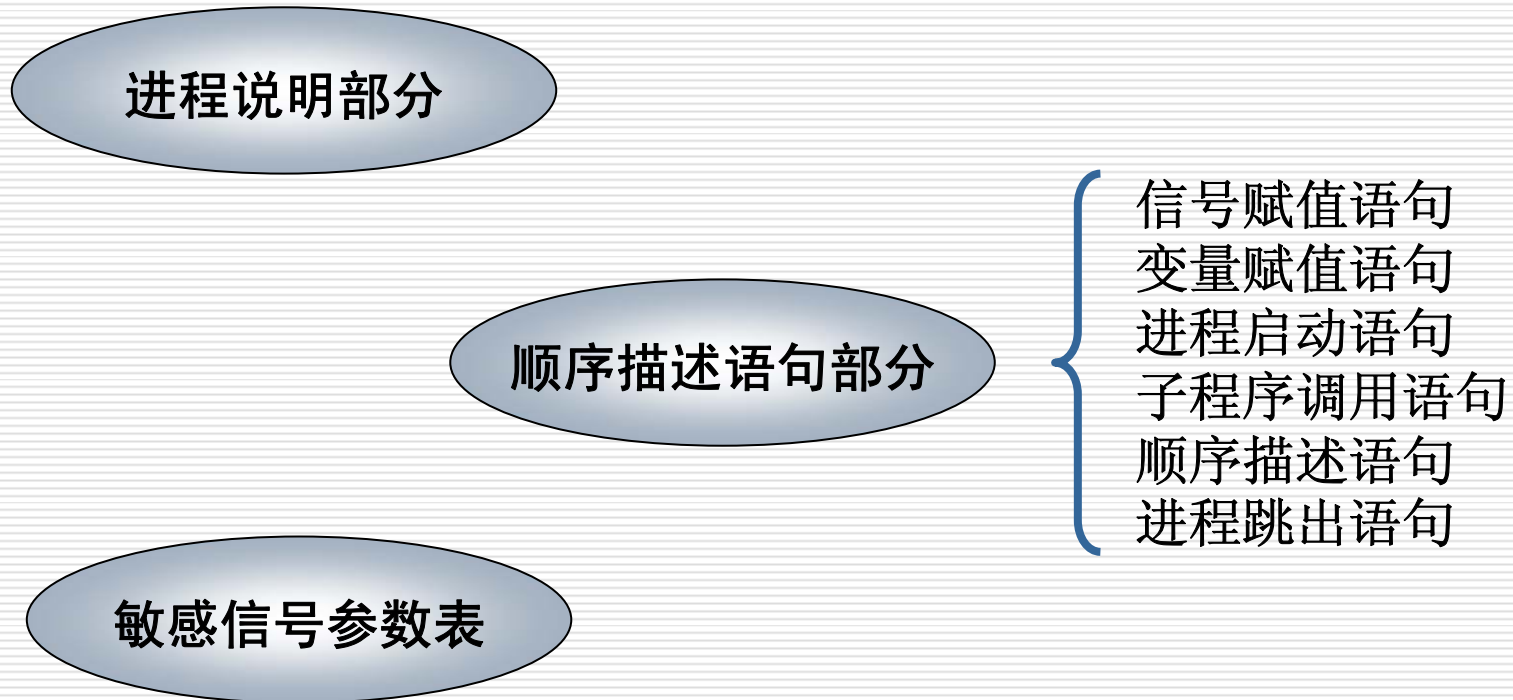 进程说明部分
顺序描述语句部分
信号赋值语句
变量赋值语句
进程启动语句
子程序调用语句
顺序描述语句
进程跳出语句
敏感信号参数表